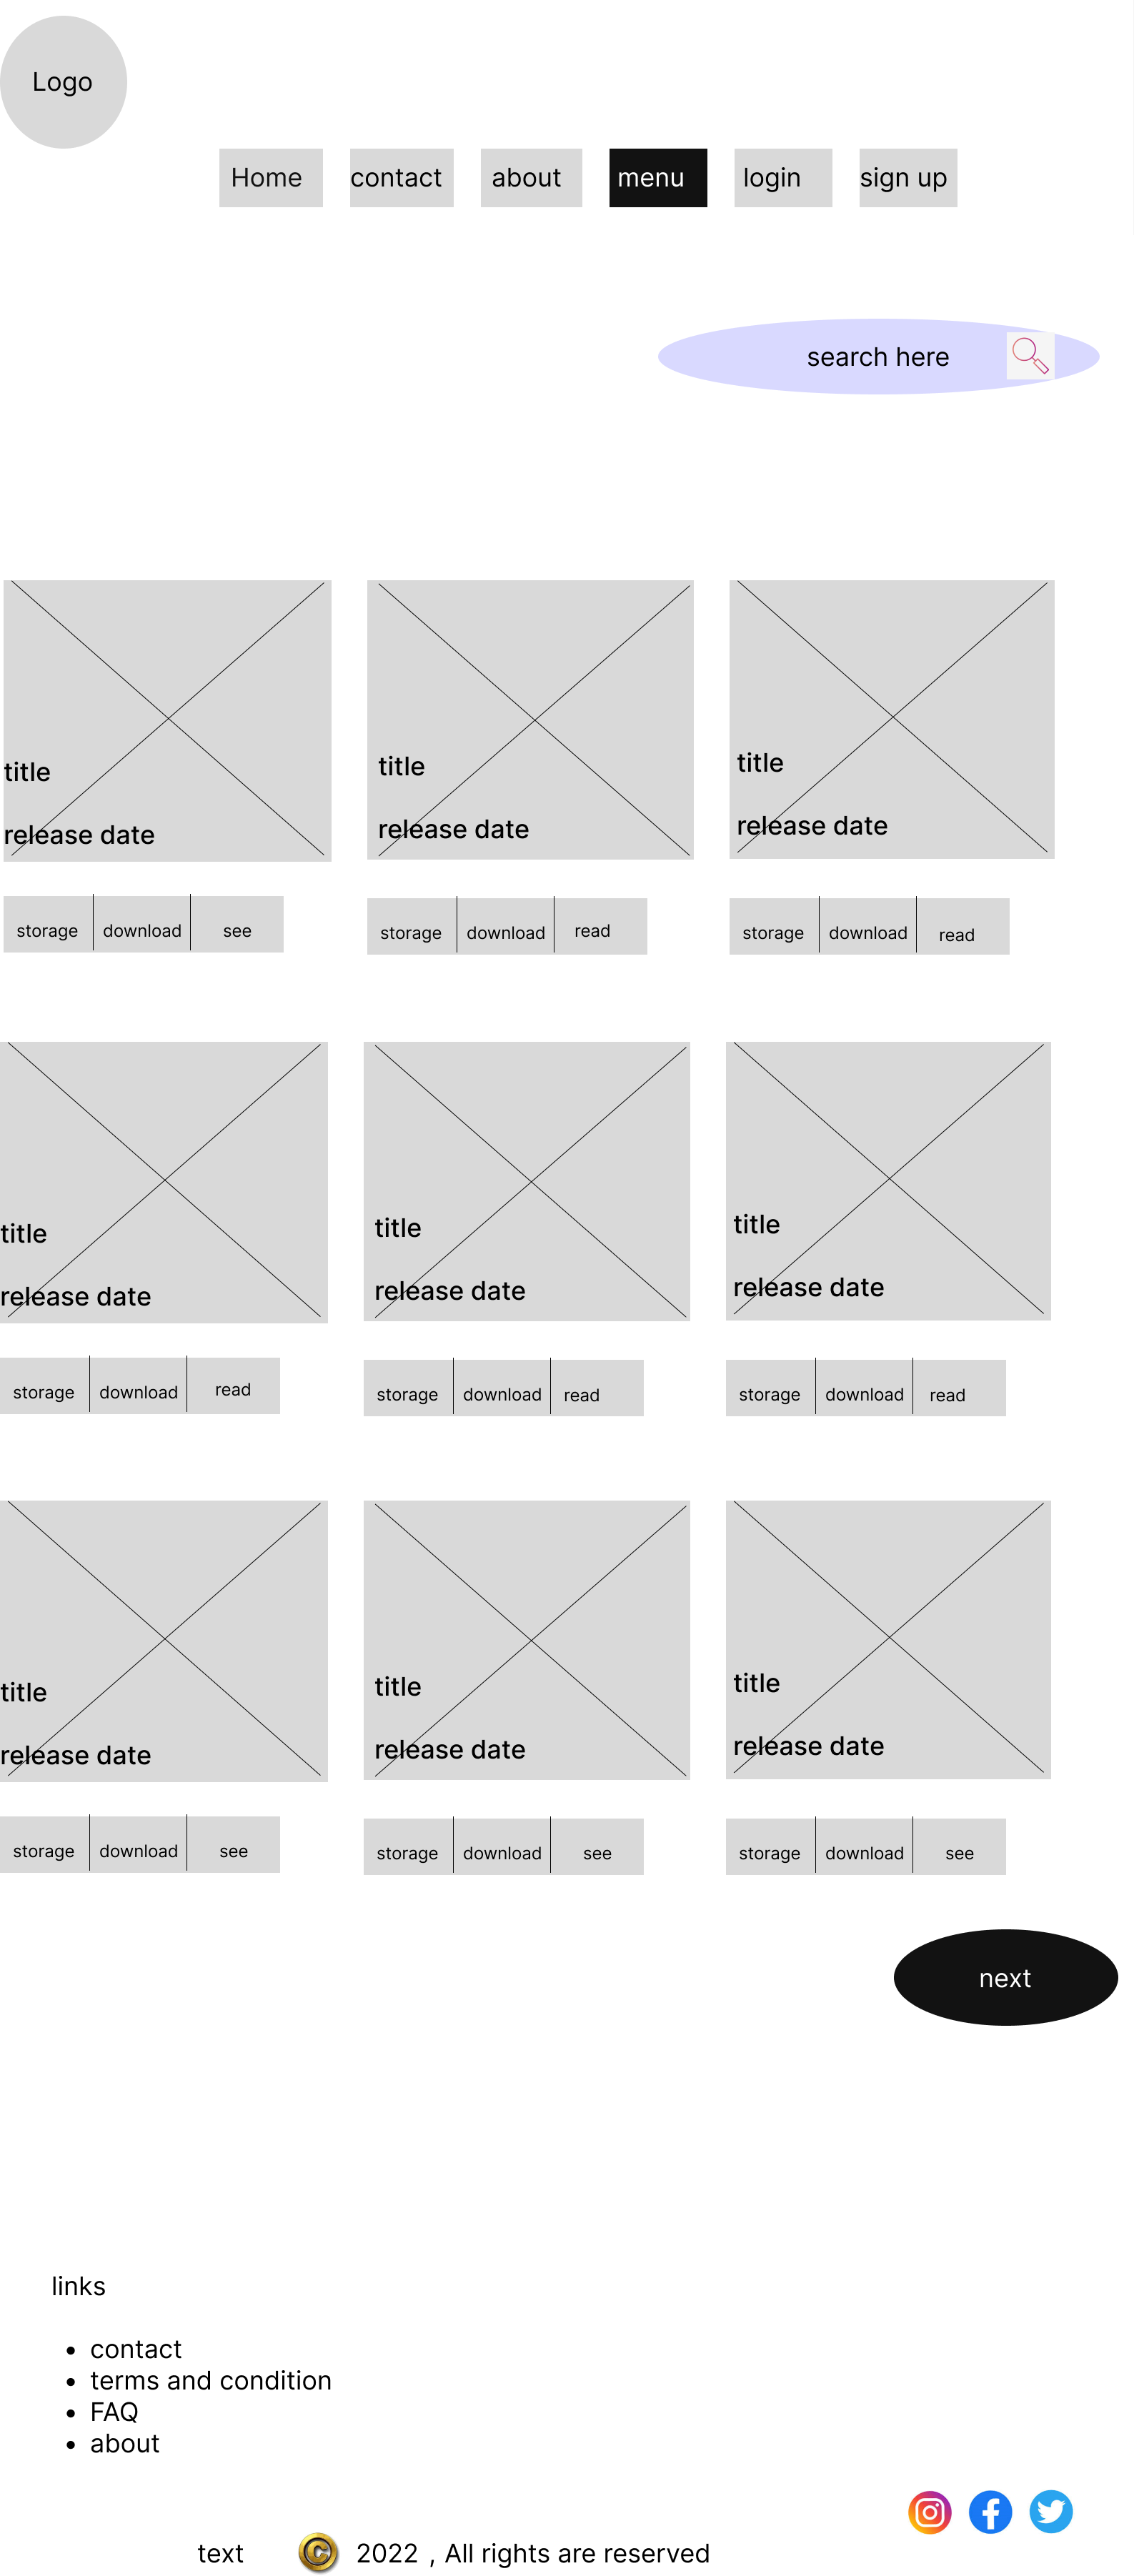 Logo
Home contact about menu login sign up
search here
title title title
release date release date release date
storage download see storage download read storage download read
title title title
release date release date release date
storage download read storage download read storage download read
title title title
release date release date release date
storage download see storage download see storage download see
next
links
• contact
• terms and condition
• FAQ
• about
text © 2022 , All rights are reserved